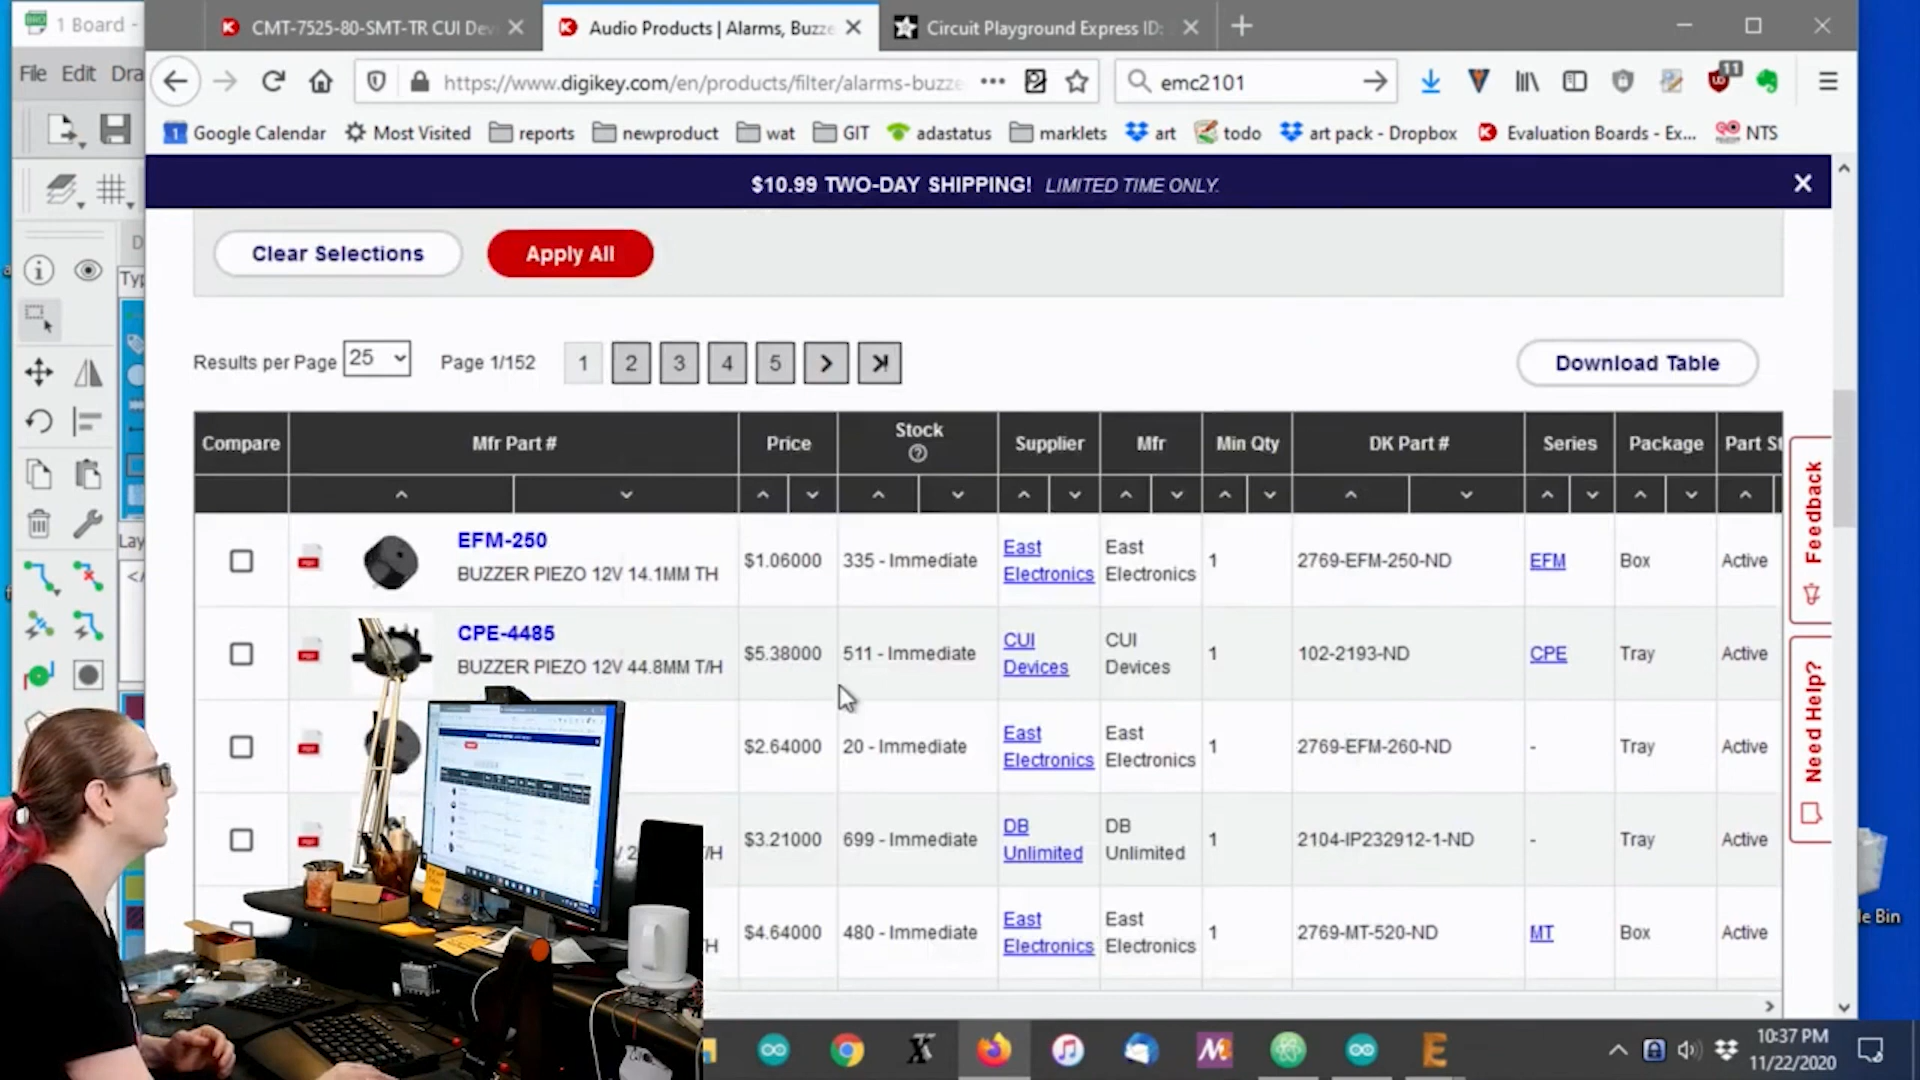 1 Board -
CMT-7525-80-SMT-TR CUI Dev
Audio Products | Alarms, Buzze
Circuit Playground Express ID:
File Edit Dra
https://www.digikey.com/en/products/filter/alarms-buzze
emc2101
11
Google Calendar
Most Visited
reports
newproduct
wat
GIT
adastatus
marklets
art
todo
art pack - Dropbox
Evaluation Boards - Ex...
NTS
$10.99 TWO-DAY SHIPPING! LIMITED TIME ONLY.
Clear Selections
Apply All
Results per Page 25
Page 1/152
1 2 3 4 5
Download Table
Compare Mfr Part # Price Stock Supplier Mfr Min Qty DK Part # Series Package Part St
EFM-250
BUZZER PIEZO 12V 14.1MM TH
$1.06000
335 - Immediate
East
Electronics
East
Electronics
1
2769-EFM-250-ND
EFM
Box
Active
CPE-4485
BUZZER PIEZO 12V 44.8MM T/H
$5.38000
511 - Immediate
CUI
Devices
CUI
Devices
1
102-2193-ND
CPE
Tray
Active
$2.64000
20 - Immediate
East
Electronics
East
Electronics
1
2769-EFM-260-ND
-
Tray
Active
T/H
$3.21000
699 - Immediate
DB
Unlimited
DB
Unlimited
1
2104-IP232912-1-ND
-
Tray
Active
$4.64000
480 - Immediate
East
Electronics
East
Electronics
1
2769-MT-520-ND
MT
Box
Active
Feedback
Need Help?
Lay
le Bin
10:37 PM
11/22/2020